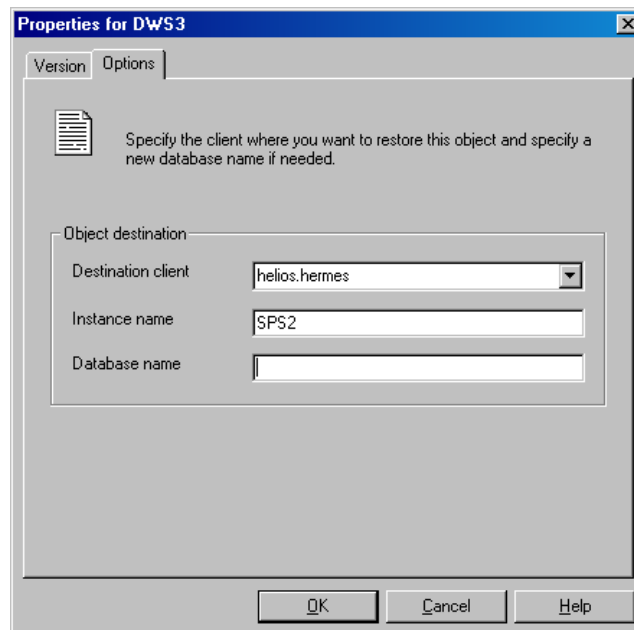 Properties for DWS3
Version Options
Specify the client where you want to restore this object and specify a
new database name if needed.
Object destination
Destination client helios.hermes
Instance name SPS2
Database name
OK Cancel Help